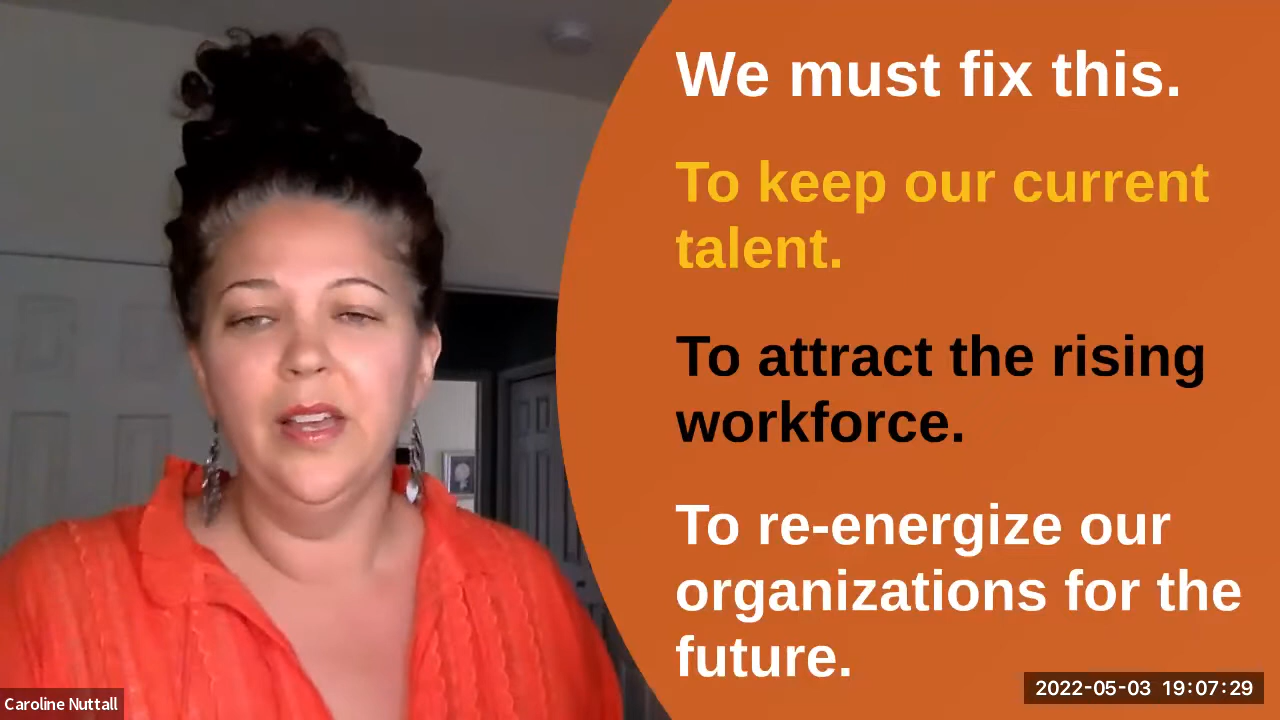 We must fix this.
To keep our current
talent.
To attract the rising
workforce.
To re-energize our
organizations for the
future.
Caroline Nuttall
2022-05-03 19:07:29